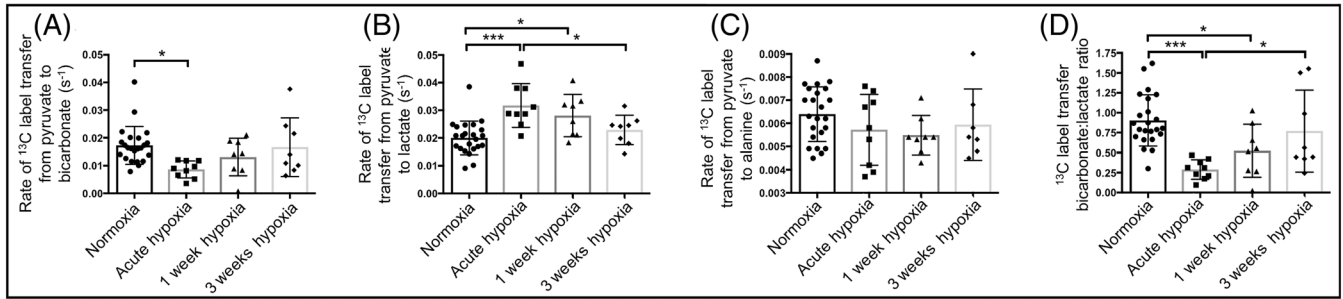 (A)
Rate of ¹³C label transfer
from pyruvate to
bicarbonate (s⁻¹)
0.05
0.04
0.03
0.02
0.01
0.00
*
Normoxia
Acute hypoxia
1 week hypoxia
3 weeks hypoxia
(B)
Rate of ¹³C label
transfer from pyruvate
to lactate (s⁻¹)
0.05
0.04
0.03
0.02
0.01
0.00
*
***
*
Normoxia
Acute hypoxia
1 week hypoxia
3 weeks hypoxia
(C)
Rate of ¹³C label
transfer from pyruvate
to alanine (s⁻¹)
0.009
0.008
0.007
0.006
0.005
0.004
0.003
Normoxia
Acute hypoxia
1 week hypoxia
3 weeks hypoxia
(D)
¹³C label transfer
bicarbonate:lactate ratio
1.75
1.50
1.25
1.00
0.75
0.50
0.25
0.00
*
***
*
Normoxia
Acute hypoxia
1 week hypoxia
3 weeks hypoxia